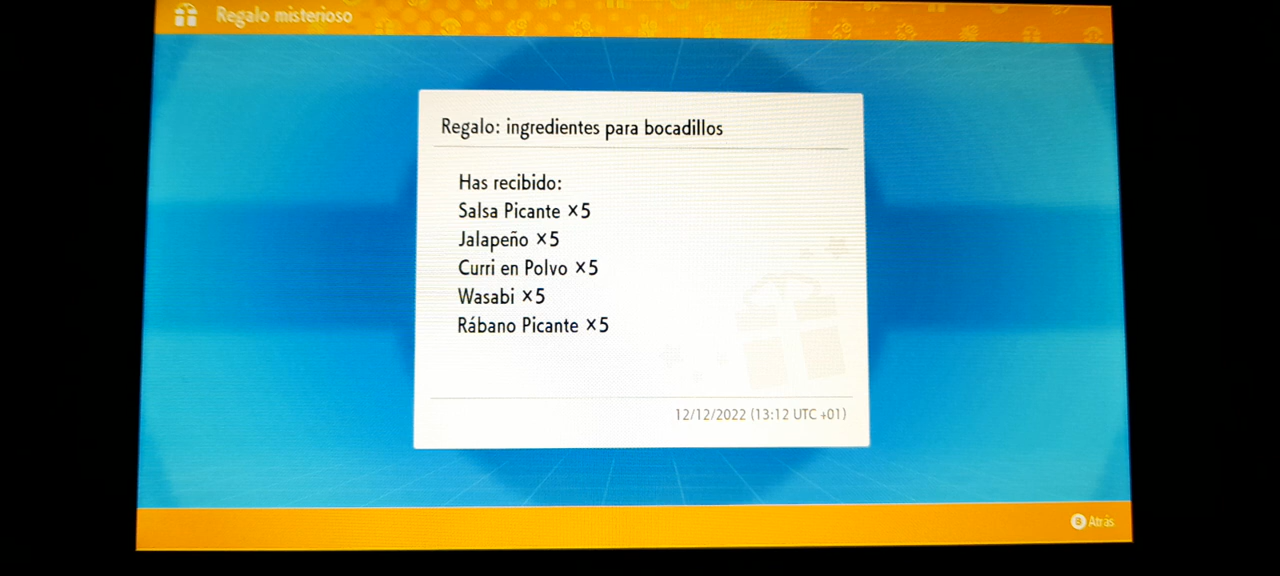 Regalo misterioso
Regalo: ingredientes para bocadillos
Has recibido:
Salsa Picante ×5
Jalapeño ×5
Curri en Polvo ×5
Wasabi ×5
Rábano Picante ×5
12/12/2022 (13:12 UTC +01)
B Atrás